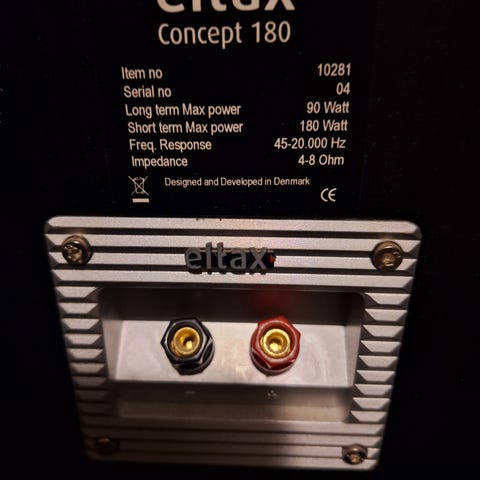 eltax
Concept 180
Item no 10281
Serial no 04
Long term Max power 90 Watt
Short term Max power 180 Watt
Freq. Response 45-20.000 Hz
Impedance 4-8 Ohm
Designed and Developed in Denmark
CE
eltax
- +